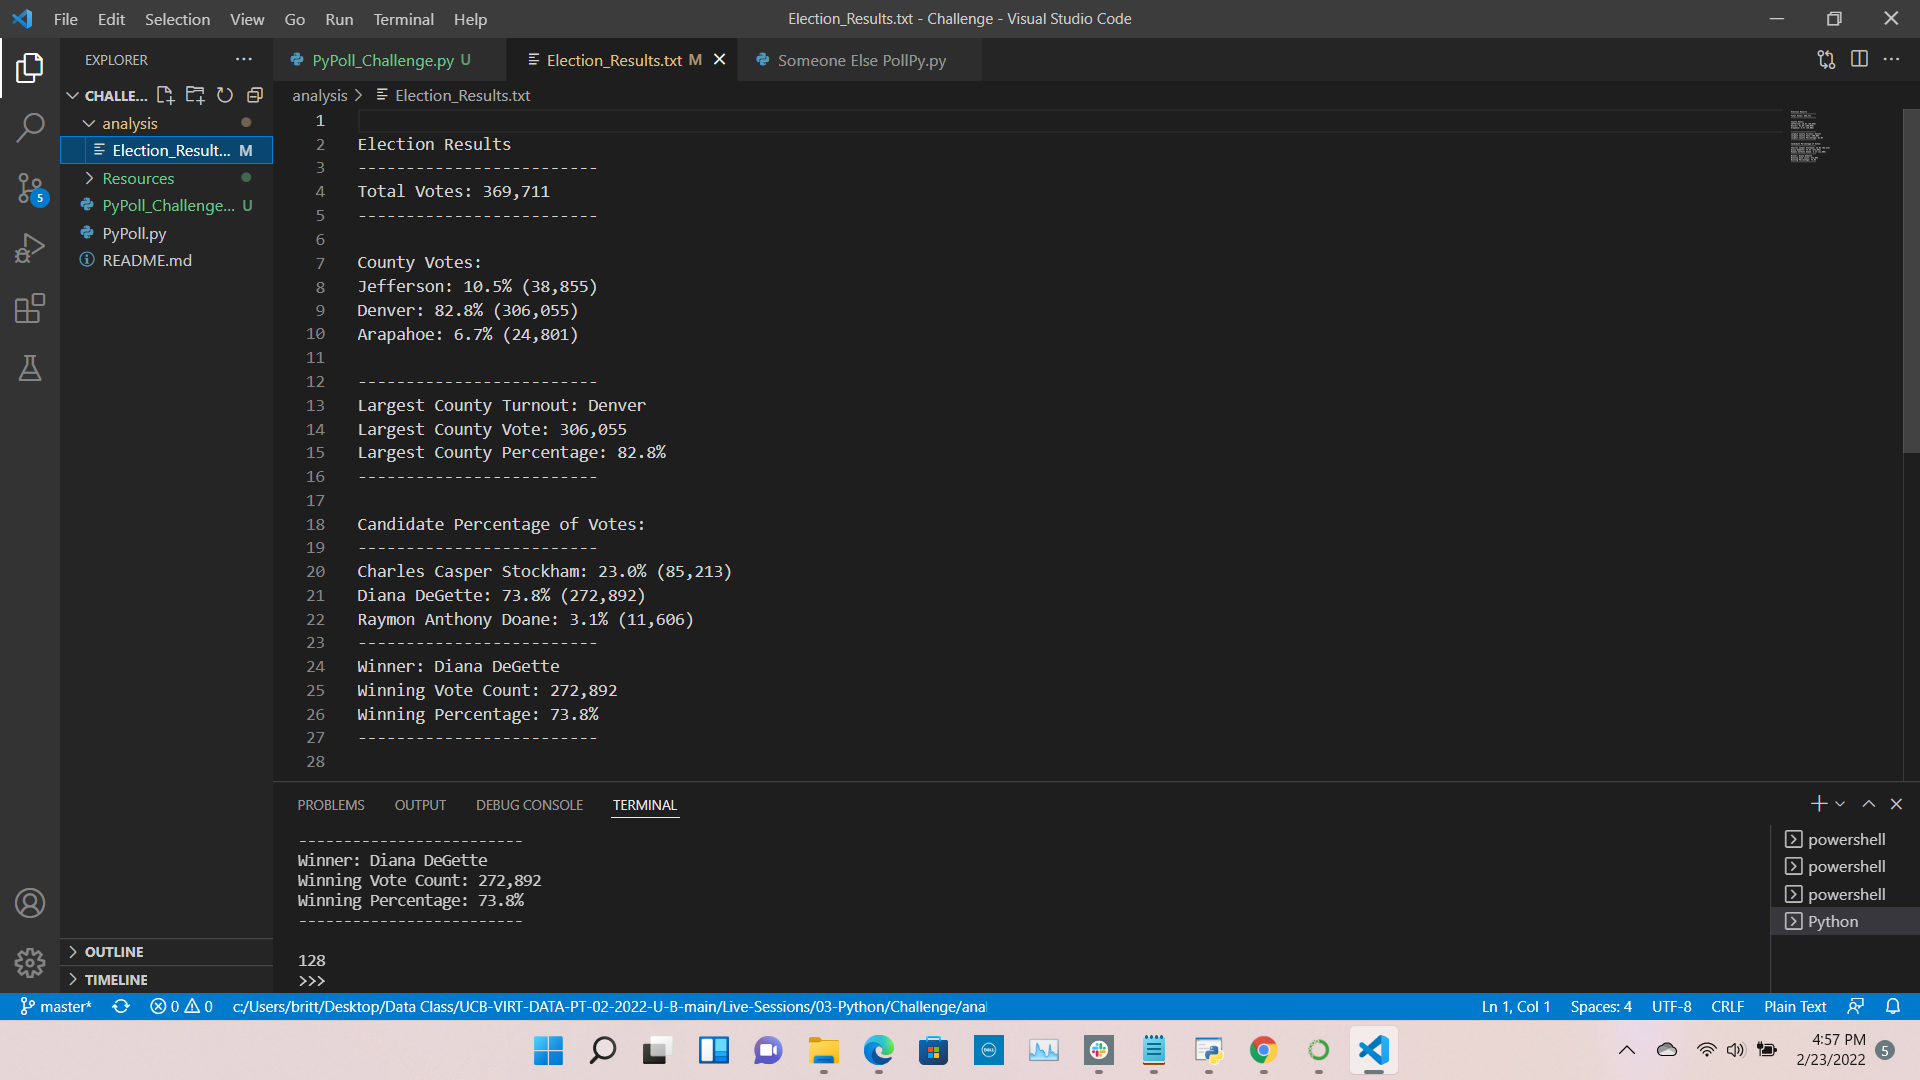 File Edit Selection View Go Run Terminal Help
Election_Results.txt - Challenge - Visual Studio Code
EXPLORER
PyPoll_Challenge.py U
Election_Results.txt M
Someone Else PollPy.py
CHALLE...
analysis > Election_Results.txt
analysis
Election_Result... M
Resources
PyPoll_Challenge... U
PyPoll.py
README.md
5
1
2 Election Results
3 -------------------------
4 Total Votes: 369,711
5 -------------------------
6
7 County Votes:
8 Jefferson: 10.5% (38,855)
9 Denver: 82.8% (306,055)
10 Arapahoe: 6.7% (24,801)
11
12 -------------------------
13 Largest County Turnout: Denver
14 Largest County Vote: 306,055
15 Largest County Percentage: 82.8%
16 -------------------------
17
18 Candidate Percentage of Votes:
19 -------------------------
20 Charles Casper Stockham: 23.0% (85,213)
21 Diana DeGette: 73.8% (272,892)
22 Raymon Anthony Doane: 3.1% (11,606)
23 -------------------------
24 Winner: Diana DeGette
25 Winning Vote Count: 272,892
26 Winning Percentage: 73.8%
27 -------------------------
28
PROBLEMS OUTPUT DEBUG CONSOLE TERMINAL
-------------------------
Winner: Diana DeGette
Winning Vote Count: 272,892
Winning Percentage: 73.8%
-------------------------
128
>>>
powershell
powershell
powershell
Python
OUTLINE
TIMELINE
master* 0 0 c:/Users/britt/Desktop/Data Class/UCB-VIRT-DATA-PT-02-2022-U-B-main/Live-Sessions/03-Python/Challenge/ana
Ln 1, Col 1 Spaces: 4 UTF-8 CRLF Plain Text
DELL
4:57 PM
2/23/2022
5